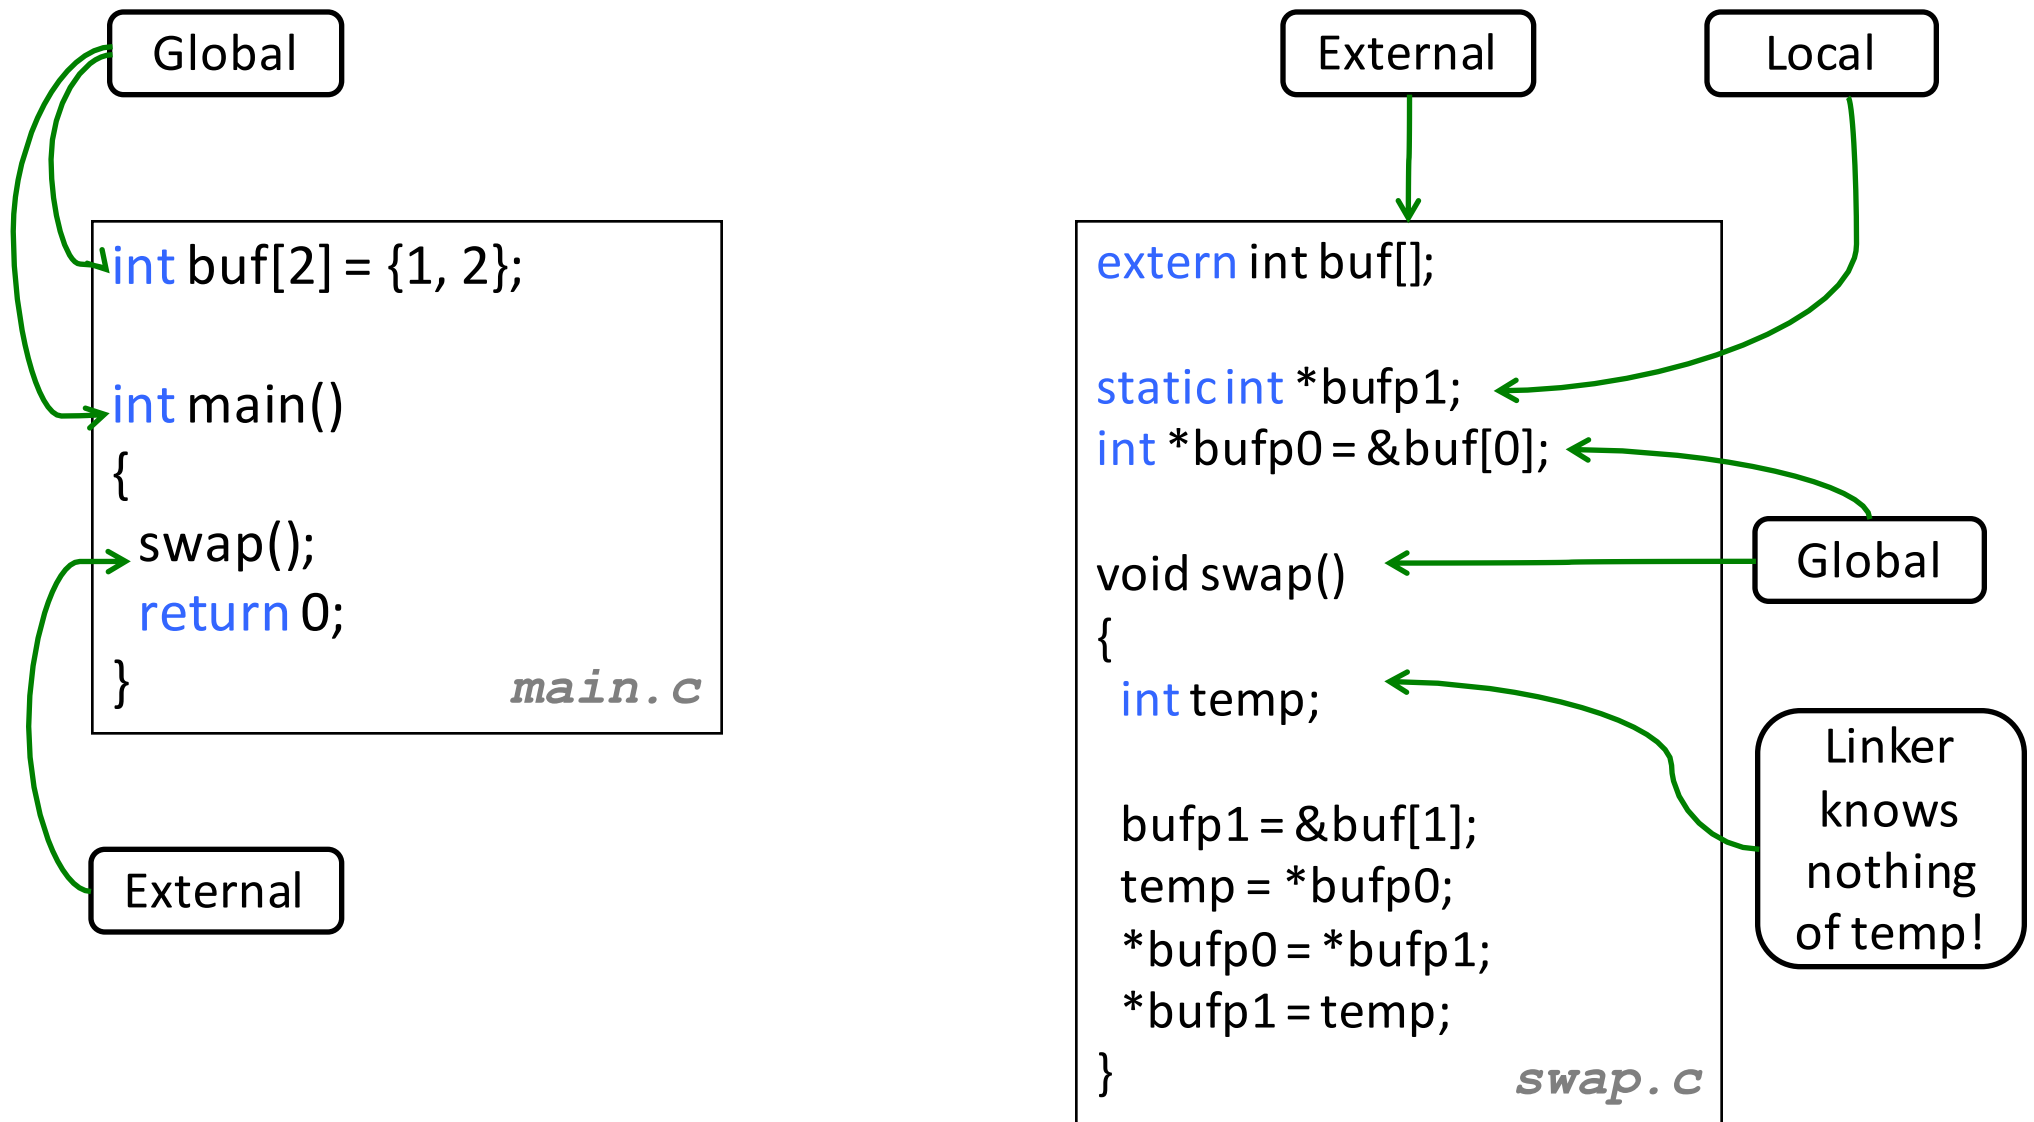 Global
External
Local
int buf[2] = {1, 2};
int main()
{
swap();
return 0;
}
main.c
External
extern int buf[];
static int *bufp1;
int *bufp0 = &buf[0];
void swap()
{
int temp;
bufp1 = &buf[1];
temp = *bufp0;
*bufp0 = *bufp1;
*bufp1 = temp;
}
swap.c
Global
Linker
knows
nothing
of temp!